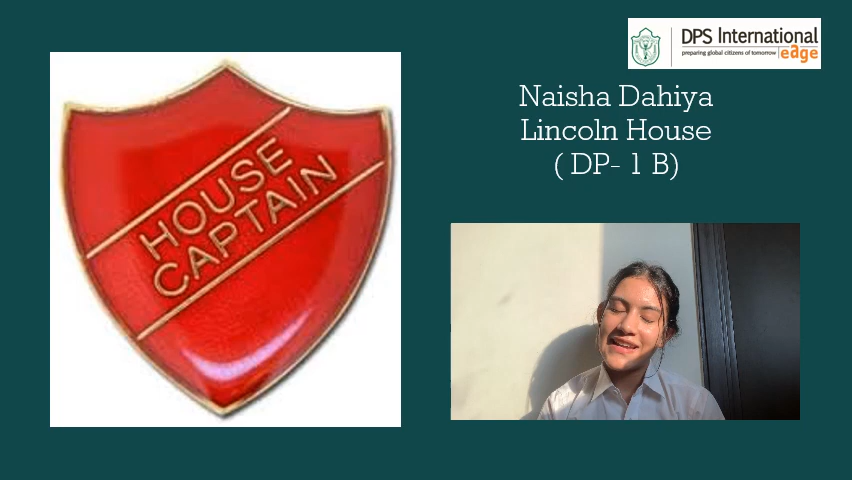 DPS International
preparing global citizens of tomorrow
edge
Naisha Dahiya
Lincoln House
( DP- 1 B)
HOUSE
CAPTAIN